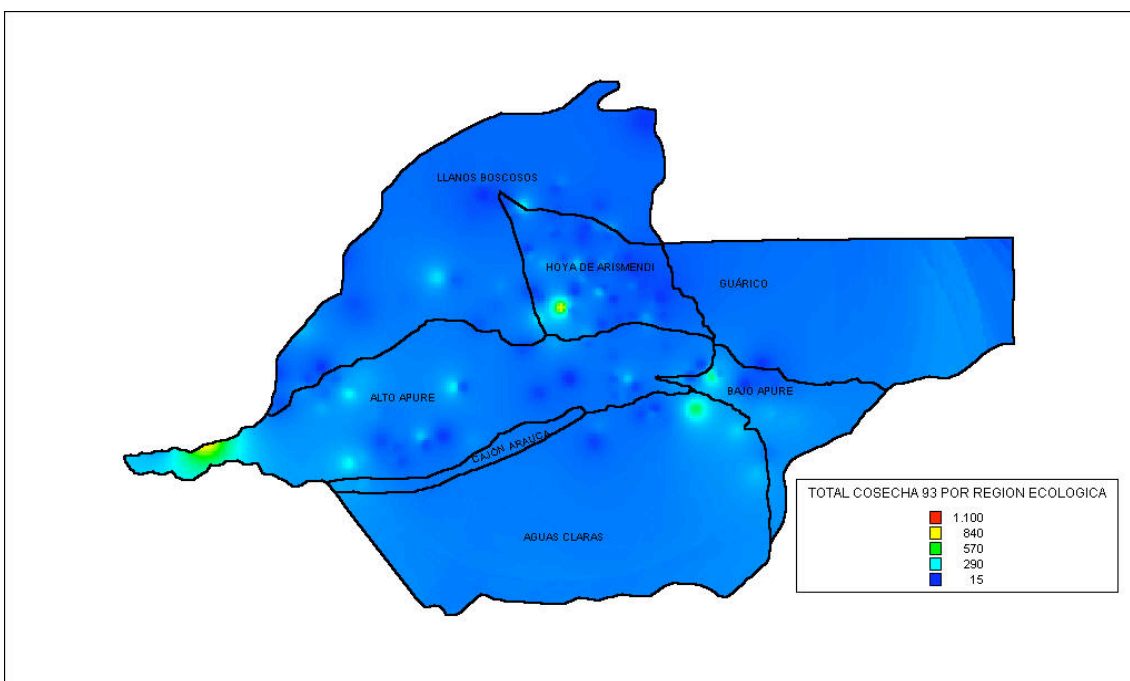 LLANOS BOSCOSOS
HOYA DE ARISMENDI
GUÁRICO
ALTO APURE
BAJO APURE
CAJÓN ARAUCA
AGUAS CLARAS
TOTAL COSECHA 93 POR REGION ECOLOGICA
1.100
840
570
290
15